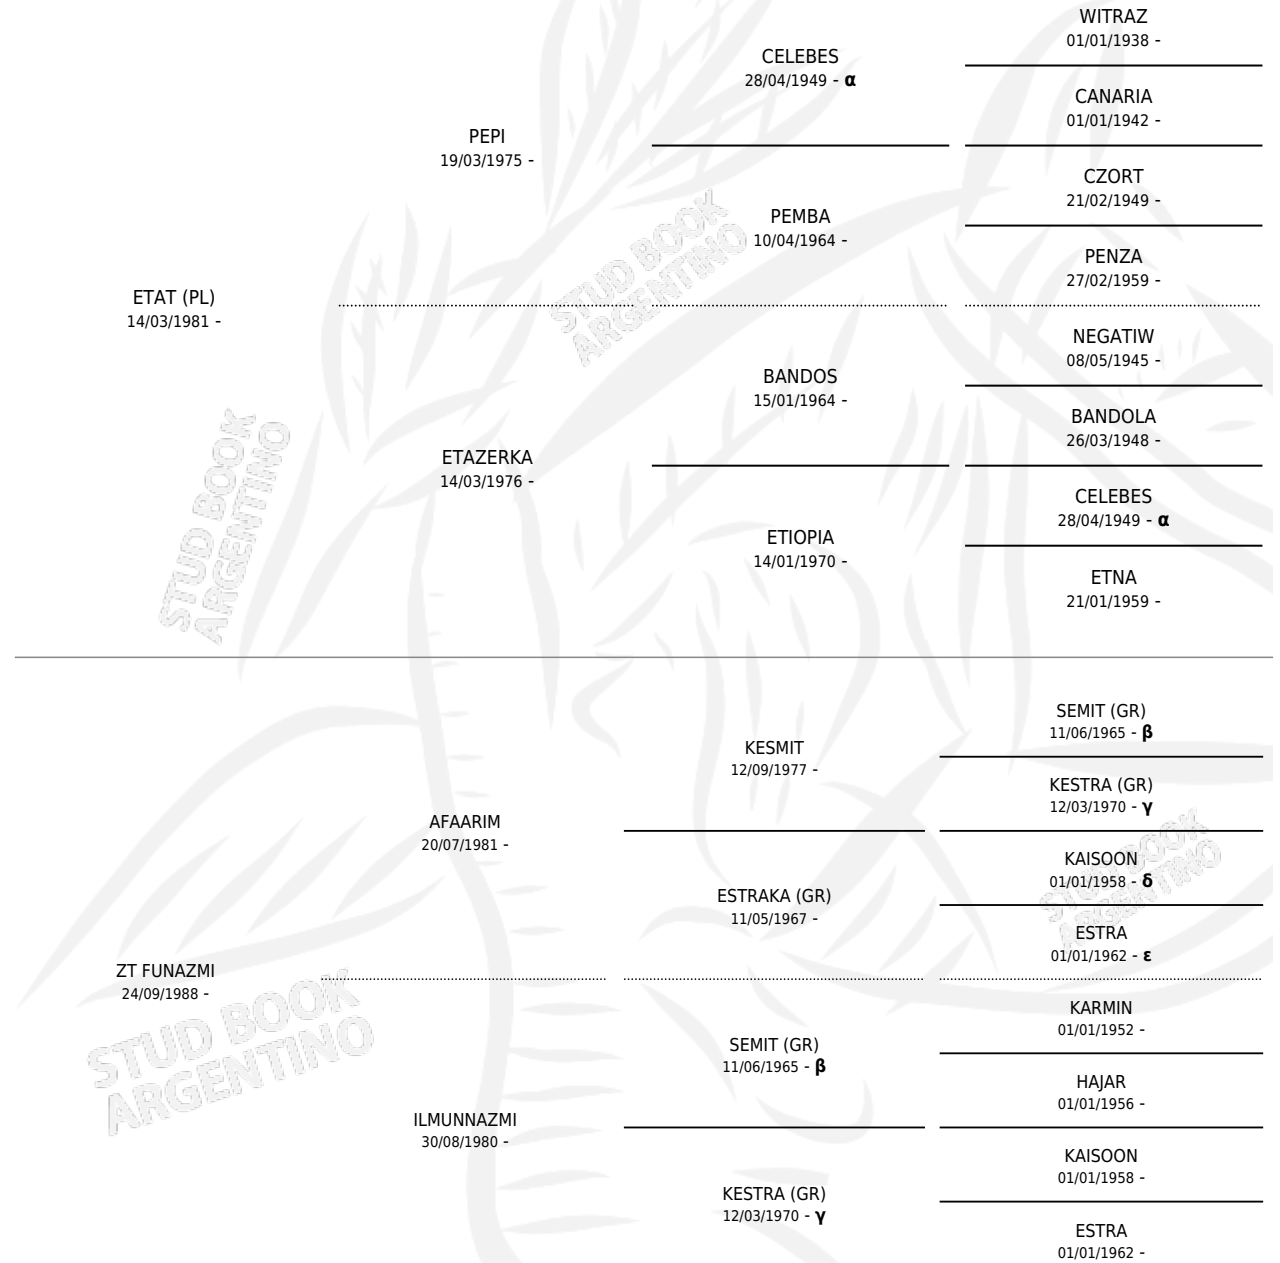 WITRAZ
01/01/1938 -
CELEBES
28/04/1949 - α
CANARIA
01/01/1942 -
PEPI
19/03/1975 -
CZORT
21/02/1949 -
PEMBA
10/04/1964 -
PENZA
27/02/1959 -
ETAT (PL)
14/03/1981 -
NEGATIW
08/05/1945 -
BANDOS
15/01/1964 -
BANDOLA
26/03/1948 -
ETAZERKA
14/03/1976 -
CELEBES
28/04/1949 - α
ETIOPIA
14/01/1970 -
ETNA
21/01/1959 -
STUD BOOK
ARGENTINO
STUD BOOK
ARGENTINO
SEMIT (GR)
11/06/1965 - β
KESMIT
12/09/1977 -
KESTRA (GR)
12/03/1970 - γ
AFAARIM
20/07/1981 -
KAISOON
01/01/1958 - δ
ESTRAKA (GR)
11/05/1967 -
ESTRA
01/01/1962 - ε
ZT FUNAZMI
24/09/1988 -
KARMIN
01/01/1952 -
SEMIT (GR)
11/06/1965 - β
HAJAR
01/01/1956 -
ILMUNNAZMI
30/08/1980 -
KAISOON
01/01/1958 -
KESTRA (GR)
12/03/1970 - γ
ESTRA
01/01/1962 -
STUD BOOK
ARGENTINO
STUD BOOK
ARGENTINO